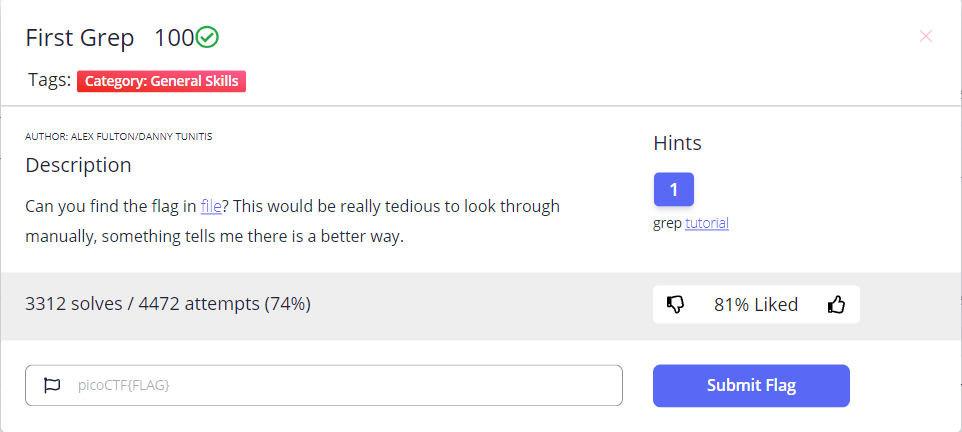 First Grep 100
Tags: Category: General Skills
AUTHOR: ALEX FULTON/DANNY TUNITIS
Description
Can you find the flag in file? This would be really tedious to look through
manually, something tells me there is a better way.
Hints
1
grep tutorial
3312 solves / 4472 attempts (74%)
81% Liked
picoCTF{FLAG}
Submit Flag